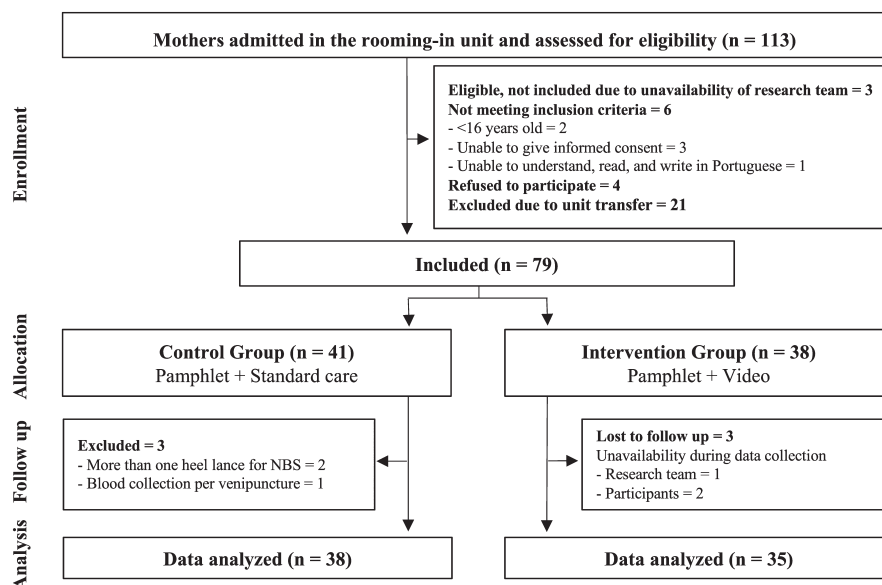 Mothers admitted in the rooming-in unit and assessed for eligibility (n = 113)
Enrollment
Eligible, not included due to unavailability of research team = 3
Not meeting inclusion criteria = 6
- <16 years old = 2
- Unable to give informed consent = 3
- Unable to understand, read, and write in Portuguese = 1
Refused to participate = 4
Excluded due to unit transfer = 21
Included (n = 79)
Allocation
Control Group (n = 41)
Pamphlet + Standard care
Intervention Group (n = 38)
Pamphlet + Video
Follow up
Excluded = 3
- More than one heel lance for NBS = 2
- Blood collection per venipuncture = 1
Lost to follow up = 3
Unavailability during data collection
- Research team = 1
- Participants = 2
Analysis
Data analyzed (n = 38)
Data analyzed (n = 35)